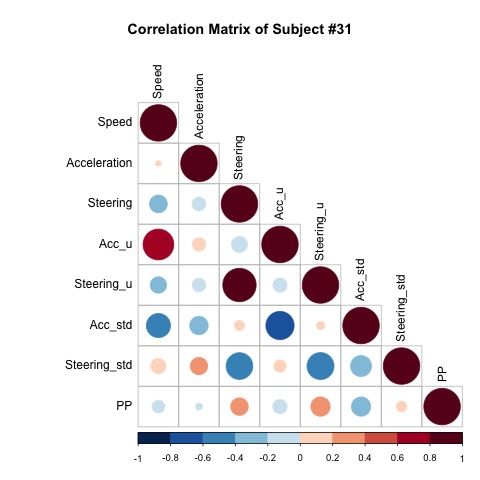 Correlation Matrix of Subject #31
Speed
Acceleration
Steering
Acc_u
Steering_u
Acc_std
Steering_std
PP
Speed
Acceleration
Steering
Acc_u
Steering_u
Acc_std
Steering_std
PP
-1 -0.8 -0.6 -0.4 -0.2 0 0.2 0.4 0.6 0.8 1